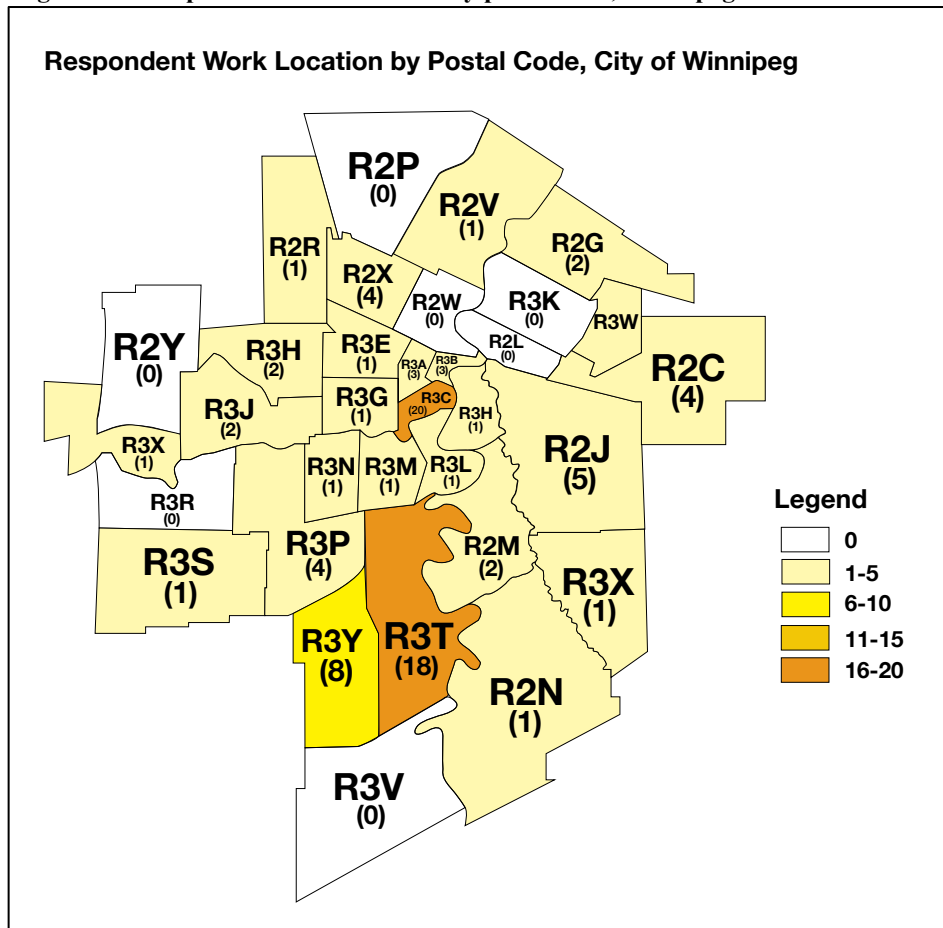 Respondent Work Location by Postal Code, City of Winnipeg
R2P
(0)
R2V
(1)
R2G
(2)
R2R
(1)
R2X
(4)
R2W
(0)
R3K
(0)
R3W
R2L
(0)
R2Y
(0)
R3H
(2)
R3E
(1)
R3A
(3)
R3B
(3)
R2C
(4)
R3J
(2)
R3G
(1)
R3C
(20)
R3H
(1)
R2J
(5)
R3X
(1)
R3N
(1)
R3M
(1)
R3L
(1)
R3R
(0)
R3S
(1)
R3P
(4)
R2M
(2)
R3X
(1)
R3Y
(8)
R3T
(18)
R2N
(1)
R3V
(0)
Legend
0
1-5
6-10
11-15
16-20